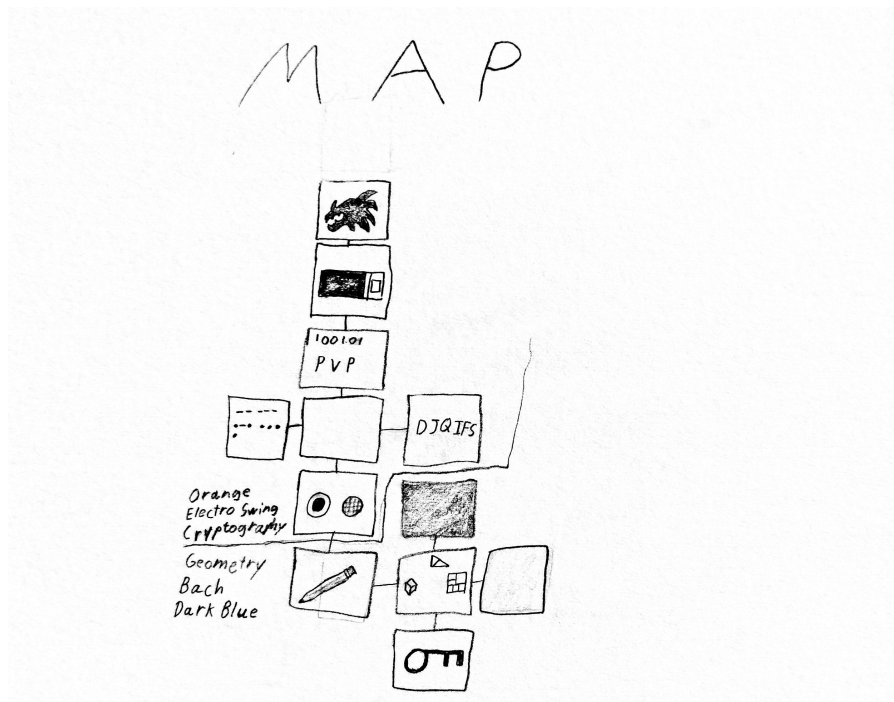 MAP
100101
PVP
DJQIFS
Orange
Electro Swing
Cryptography
Geometry
Bach
Dark Blue